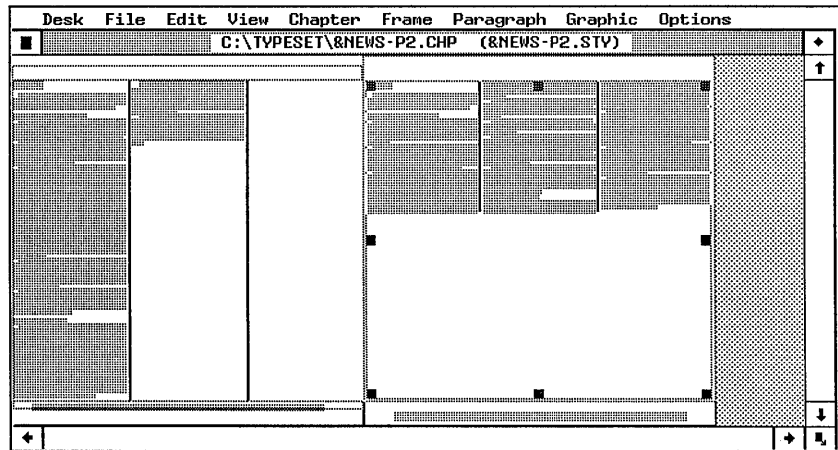 Desk File Edit View Chapter Frame Paragraph Graphic Options
C:\TYPESET\&NEWS-P2.CHP (&NEWS-P2.STY)